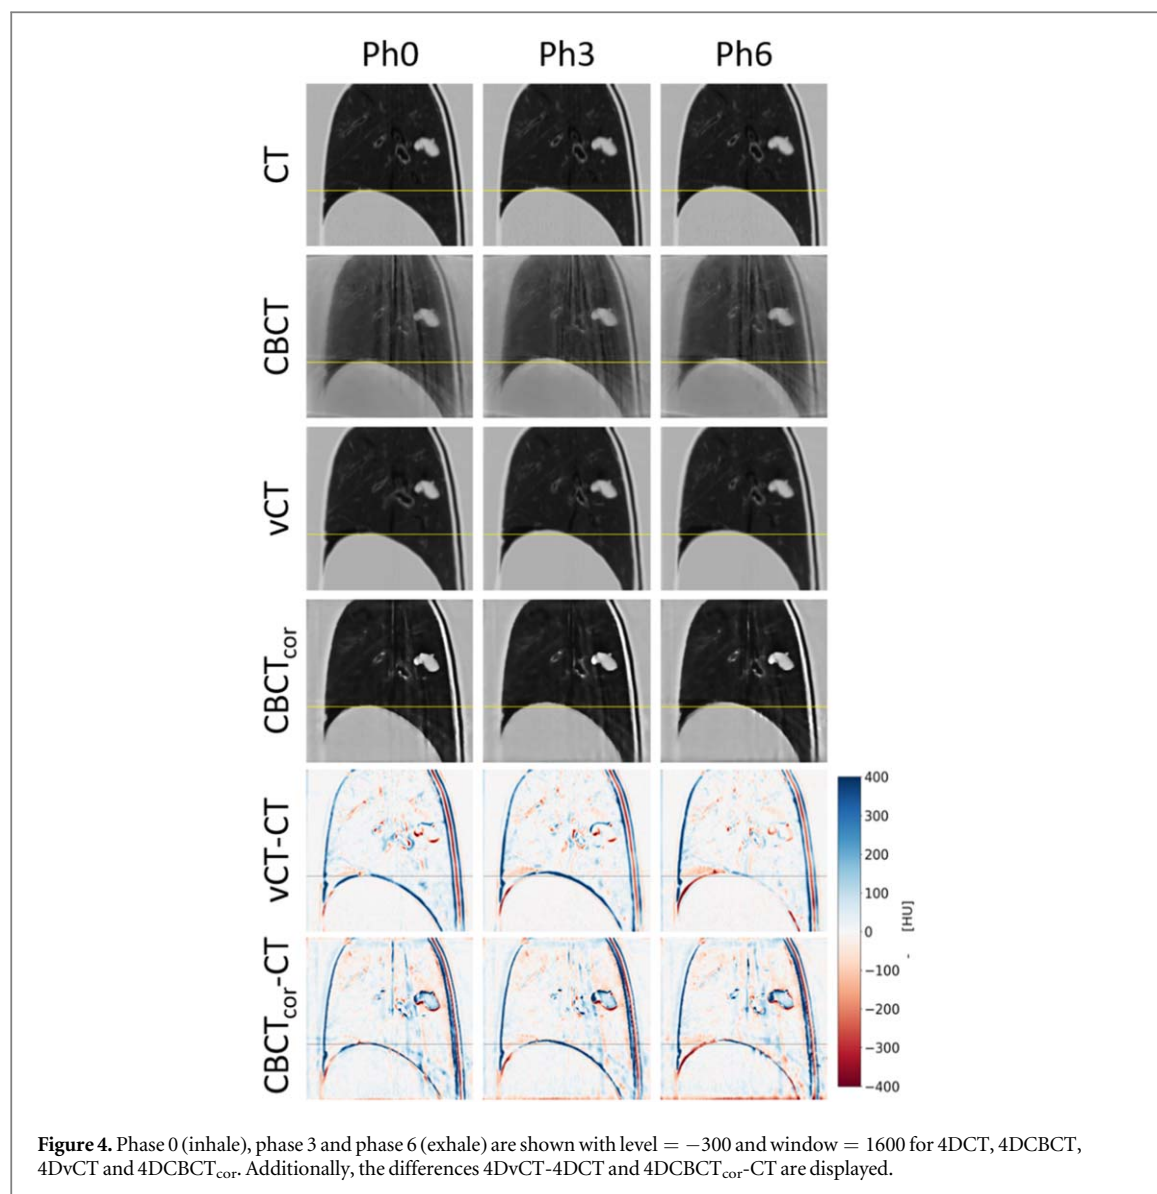 Ph0 Ph3 Ph6
CT
CBCT
vCT
CBCTcor
vCT-CT
CBCTcor-CT
400
300
200
100
0
−100
−200
−300
−400
[HU]
-
Figure 4. Phase 0 (inhale), phase 3 and phase 6 (exhale) are shown with level = −300 and window = 1600 for 4DCT, 4DCBCT,
4DvCT and 4DCBCTcor. Additionally, the differences 4DvCT-4DCT and 4DCBCTcor-CT are displayed.